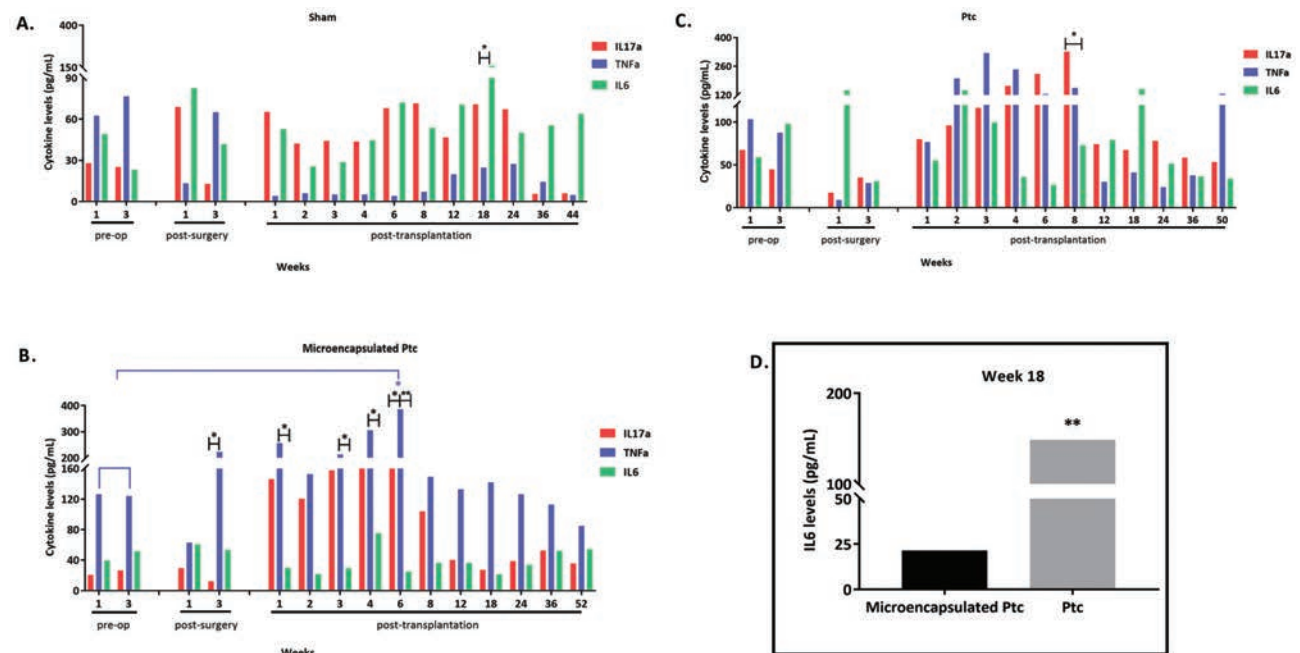 A.
Sham
400
150
90
60
30
0
Cytokine levels (pg/mL)
*
IL17a
TNFa
IL6
1 3 1 3 1 2 3 4 6 8 12 18 24 36 44
pre-op post-surgery post-transplantation
Weeks
C.
Ptc
400
260
120
100
50
0
Cytokine levels (pg/mL)
*
IL17a
TNFa
IL6
1 3 1 3 1 2 3 4 6 8 12 18 24 36 50
pre-op post-surgery post-transplantation
Weeks
B.
Microencapsulated Ptc
400
300
200
160
120
80
40
0
Cytokine levels (pg/mL)
*
* * * * **
*
IL17a
TNFa
IL6
1 3 1 3 1 2 3 4 6 8 12 18 24 36 52
pre-op post-surgery post-transplantation
Weeks
D.
Week 18
200
100
50
25
0
IL6 levels (pg/mL)
**
Microencapsulated Ptc Ptc